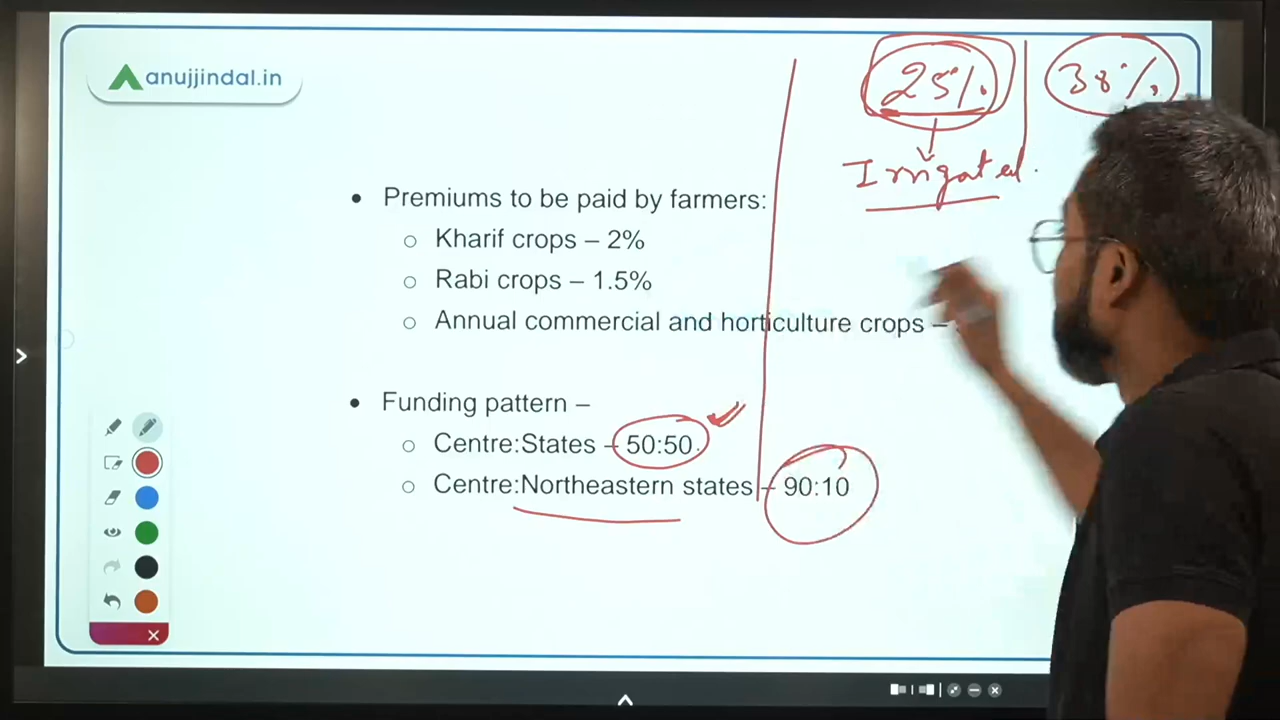 anujjindal.in
25% 30%
Irrigated.
• Premiums to be paid by farmers:
o Kharif crops – 2%
o Rabi crops – 1.5%
o Annual commercial and horticulture crops –
• Funding pattern –
o Centre:States – 50:50.
o Centre:Northeastern states – 90:10